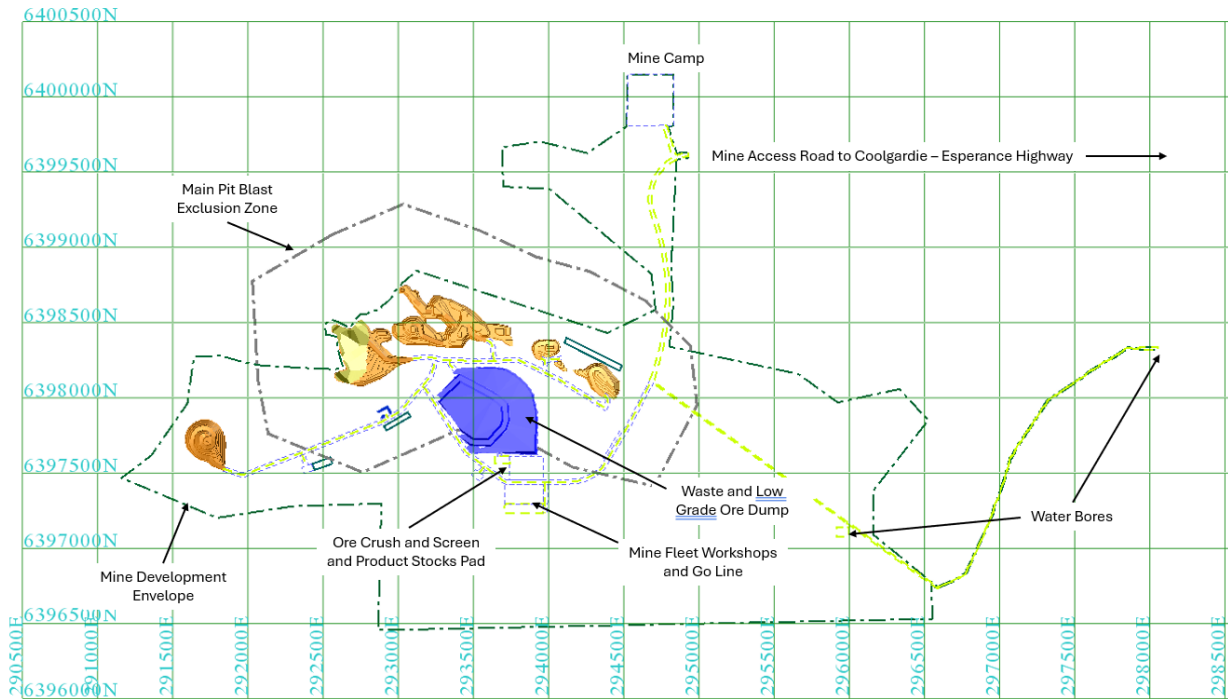 6400500N
Mine Camp
6400000N
Mine Access Road to Coolgardie – Esperance Highway
6399500N
Main Pit Blast
Exclusion Zone
6399000N
6398500N
6398000N
6397500N
Waste and Low
Grade Ore Dump
Water Bores
Ore Crush and Screen
and Product Stocks Pad
Mine Fleet Workshops
and Go Line
6397000N
Mine Development
Envelope
6396500N
6396000N
290500E
291000E
291500E
292000E
292500E
293000E
293500E
294000E
294500E
295000E
295500E
296000E
296500E
297000E
297500E
298000E
298500E